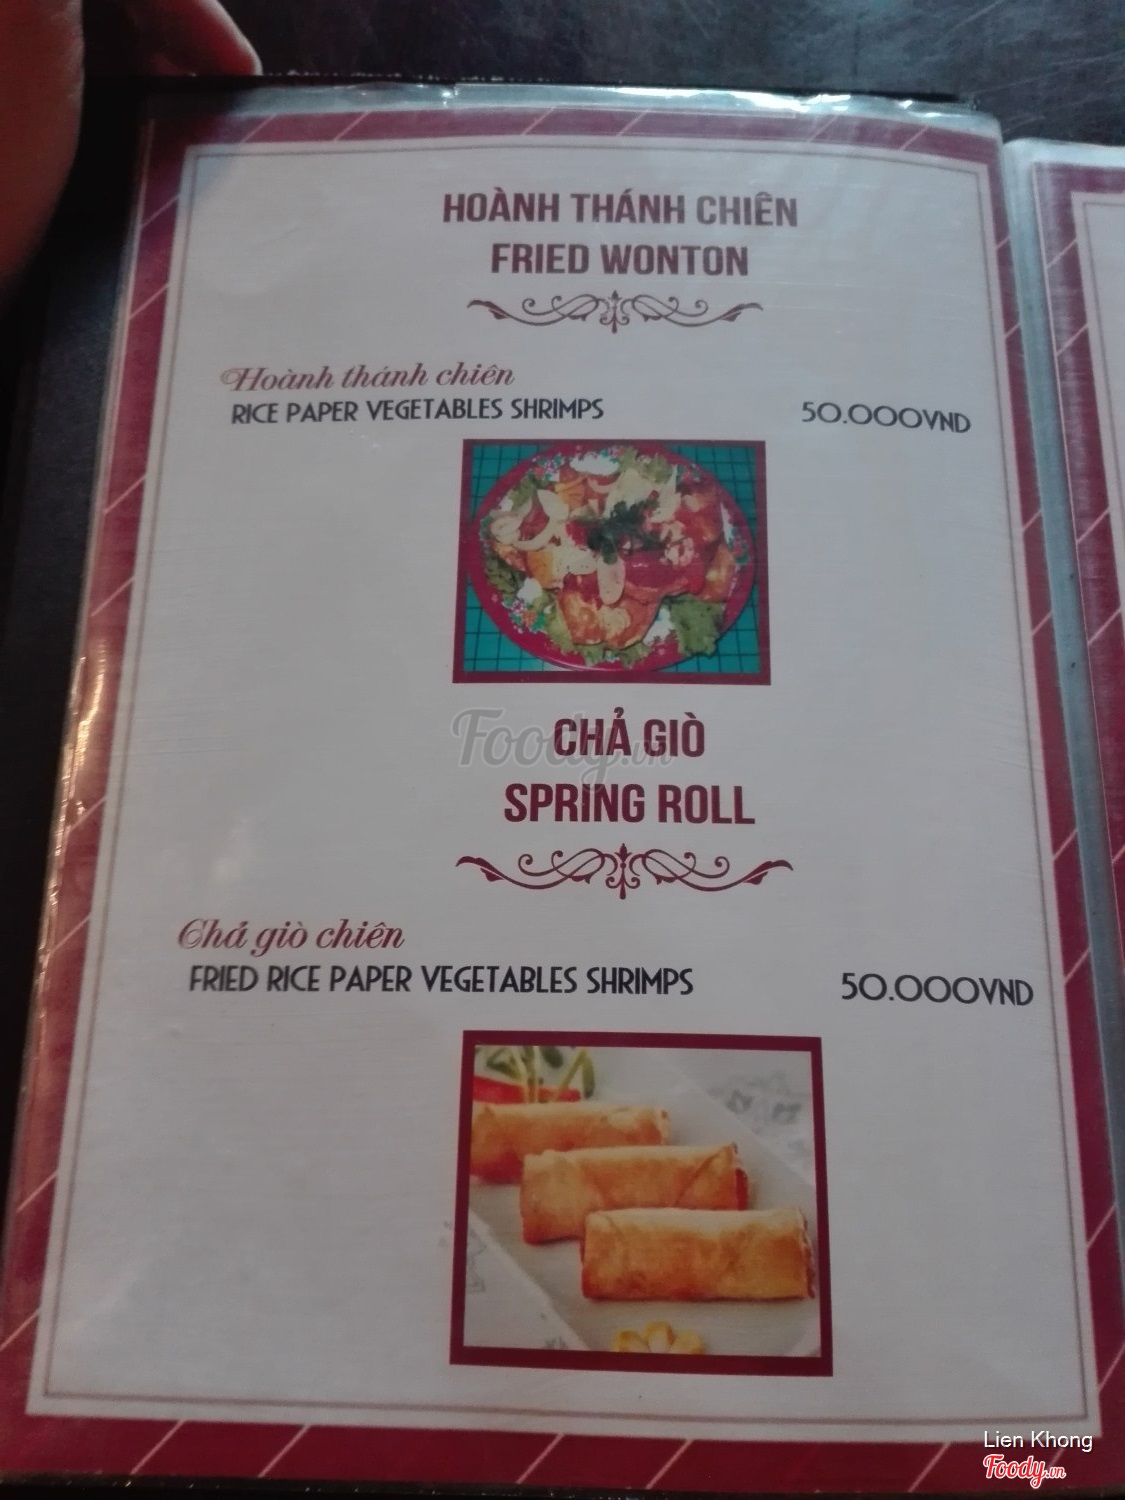 HOÀNH THÁNH CHIÊN
FRIED WONTON
Hoành thánh chiên
RICE PAPER VEGETABLES SHRIMPS 50.000VND
Foody.vn
CHẢ GIÒ
SPRING ROLL
Chả giò chiên
FRIED RICE PAPER VEGETABLES SHRIMPS 50.000VND
Lien Khong
Foody.vn